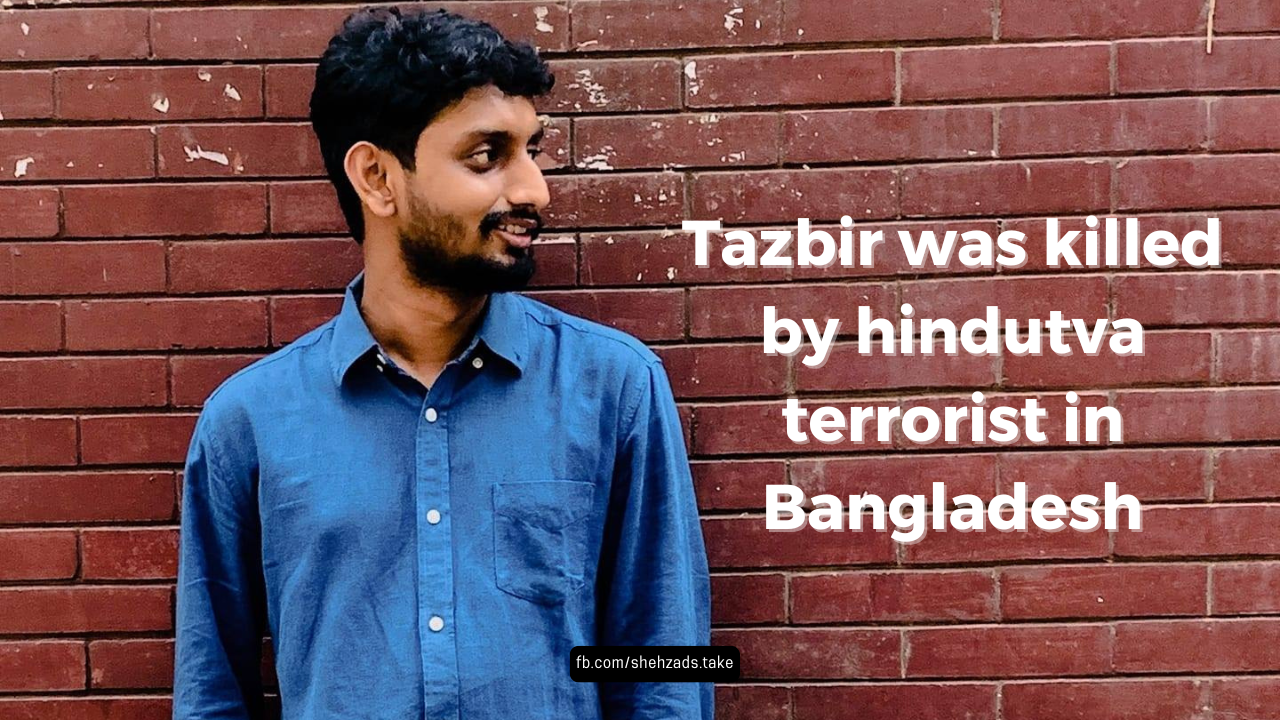 Tazbir was killed
by hindutva
terrorist in
Bangladesh
fb.com/shehzads.take